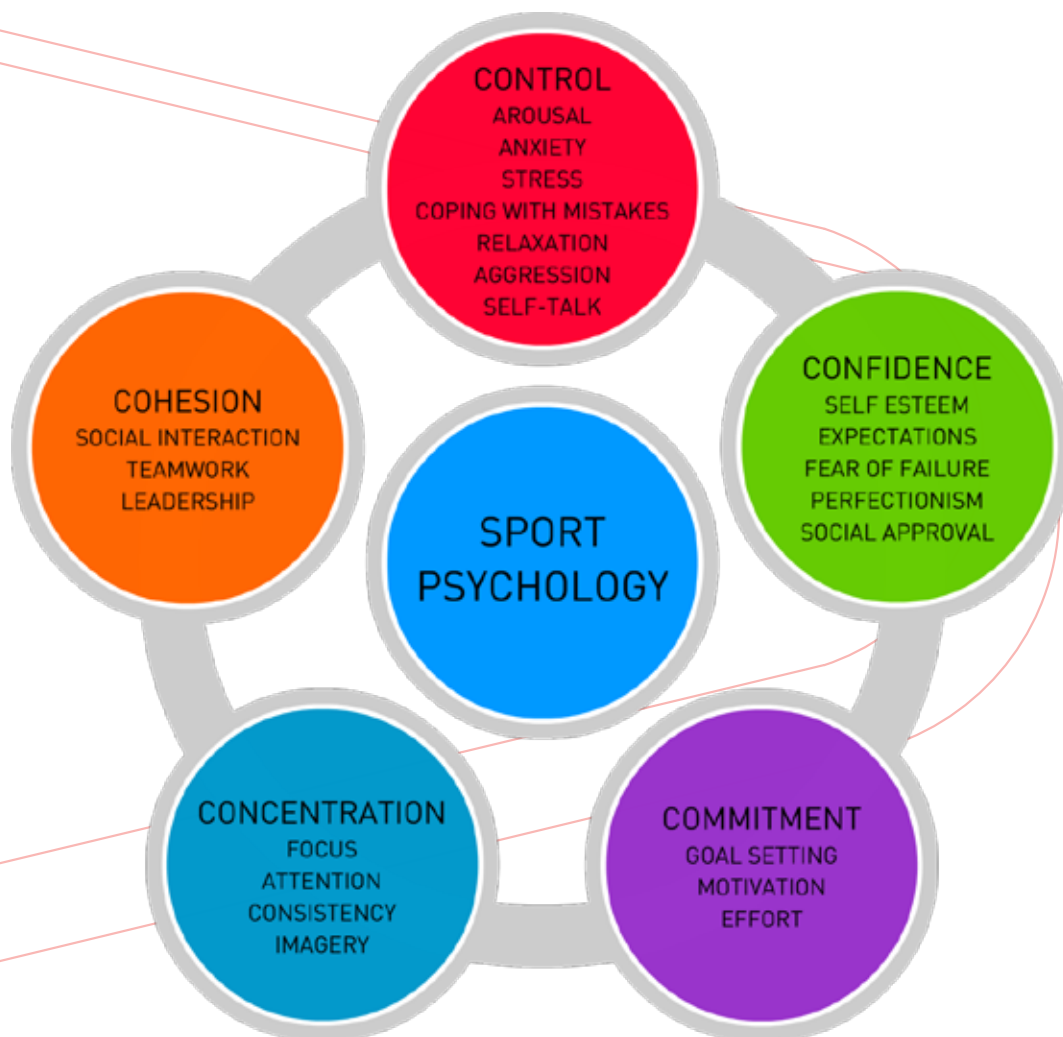 CONTROL
AROUSAL
ANXIETY
STRESS
COPING WITH MISTAKES
RELAXATION
AGGRESSION
SELF-TALK
CONFIDENCE
SELF ESTEEM
EXPECTATIONS
FEAR OF FAILURE
PERFECTIONISM
SOCIAL APPROVAL
COHESION
SOCIAL INTERACTION
TEAMWORK
LEADERSHIP
SPORT
PSYCHOLOGY
CONCENTRATION
FOCUS
ATTENTION
CONSISTENCY
IMAGERY
COMMITMENT
GOAL SETTING
MOTIVATION
EFFORT